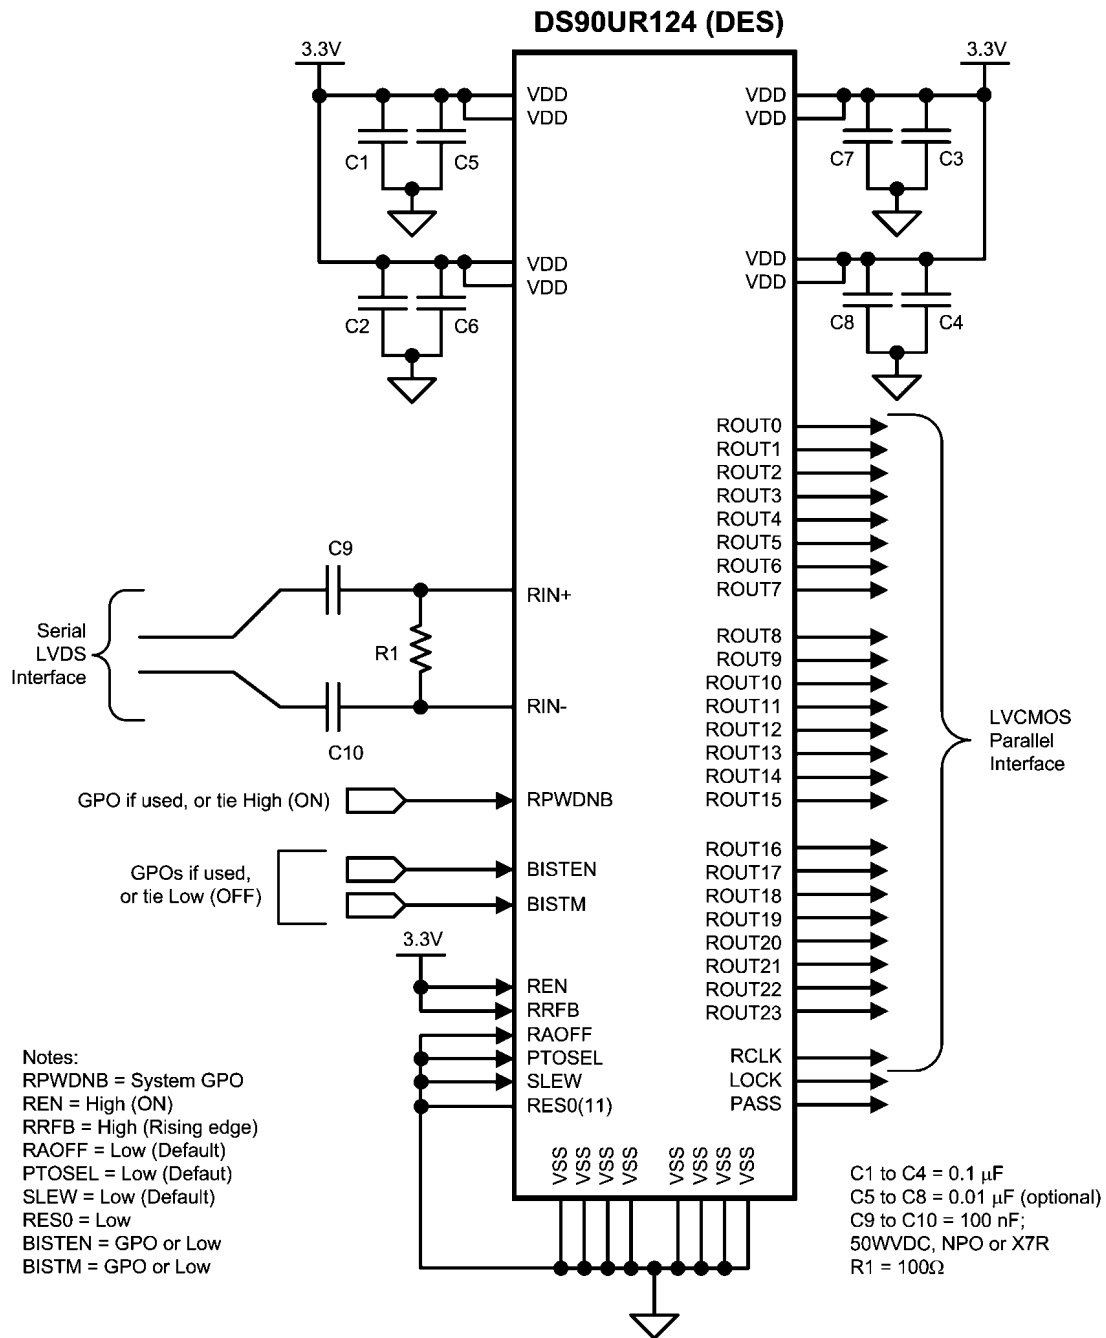 DS90UR124 (DES)
3.3V
3.3V
VDD
VDD
VDD
VDD
C1
C5
C7
C3
VDD
VDD
VDD
VDD
C2
C6
C8
C4
ROUT0
ROUT1
ROUT2
ROUT3
ROUT4
ROUT5
ROUT6
ROUT7
ROUT8
ROUT9
ROUT10
ROUT11
ROUT12
ROUT13
ROUT14
ROUT15
ROUT16
ROUT17
ROUT18
ROUT19
ROUT20
ROUT21
ROUT22
ROUT23
RCLK
LOCK
PASS
LVCMOS
Parallel
Interface
C9
RIN+
Serial
LVDS
Interface
R1
RIN-
C10
GPO if used, or tie High (ON)
RPWDNB
GPOs if used,
or tie Low (OFF)
BISTEN
BISTM
3.3V
REN
RRFB
RAOFF
PTOSEL
SLEW
RES0(11)
VSS
VSS
VSS
VSS
VSS
VSS
VSS
VSS
Notes:
RPWDNB = System GPO
REN = High (ON)
RRFB = High (Rising edge)
RAOFF = Low (Default)
PTOSEL = Low (Defaut)
SLEW = Low (Default)
RES0 = Low
BISTEN = GPO or Low
BISTM = GPO or Low
C1 to C4 = 0.1 μF
C5 to C8 = 0.01 μF (optional)
C9 to C10 = 100 nF;
50WVDC, NPO or X7R
R1 = 100Ω